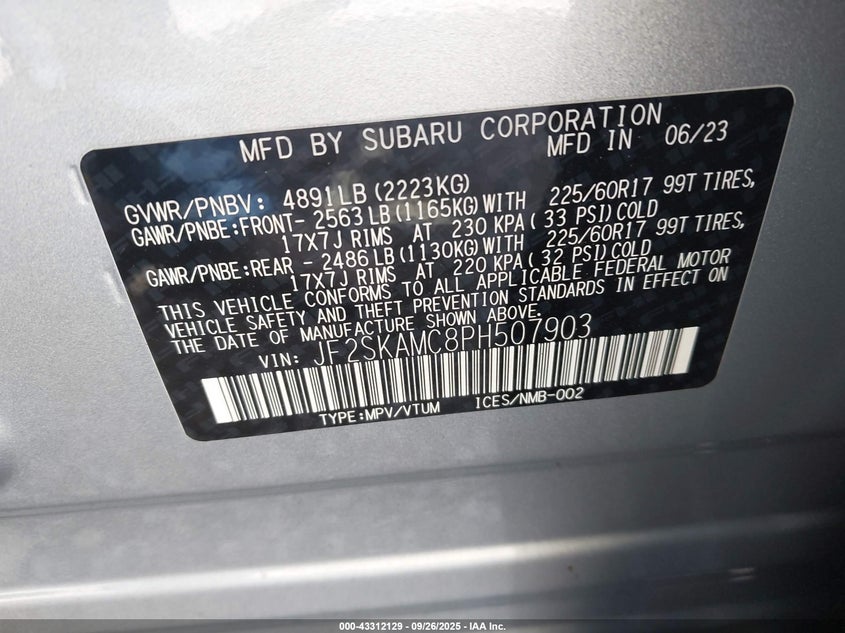 MFD BY SUBARU CORPORATION
MFD IN 06/23
GVWR/PNBV: 4891LB (2223KG)
GAWR/PNBE:FRONT- 2563LB(1165KG)WITH 225/60R17 99T TIRES,
17X7J RIMS AT 230 KPA( 33 PSI)COLD
GAWR/PNBE:REAR - 2486LB(1130KG)WITH 225/60R17 99T TIRES,
17X7J RIMS AT 220 KPA( 32 PSI)COLD
THIS VEHICLE CONFORMS TO ALL APPLICABLE FEDERAL MOTOR
VEHICLE SAFETY AND THEFT PREVENTION STANDARDS IN EFFECT ON
THE DATE OF MANUFACTURE SHOWN ABOVE.
VIN: JF2SKAMC8PH507903
TYPE:MPV/VTUM ICES/NMB-002
000-43312129 - 09/26/2025 - IAA Inc.